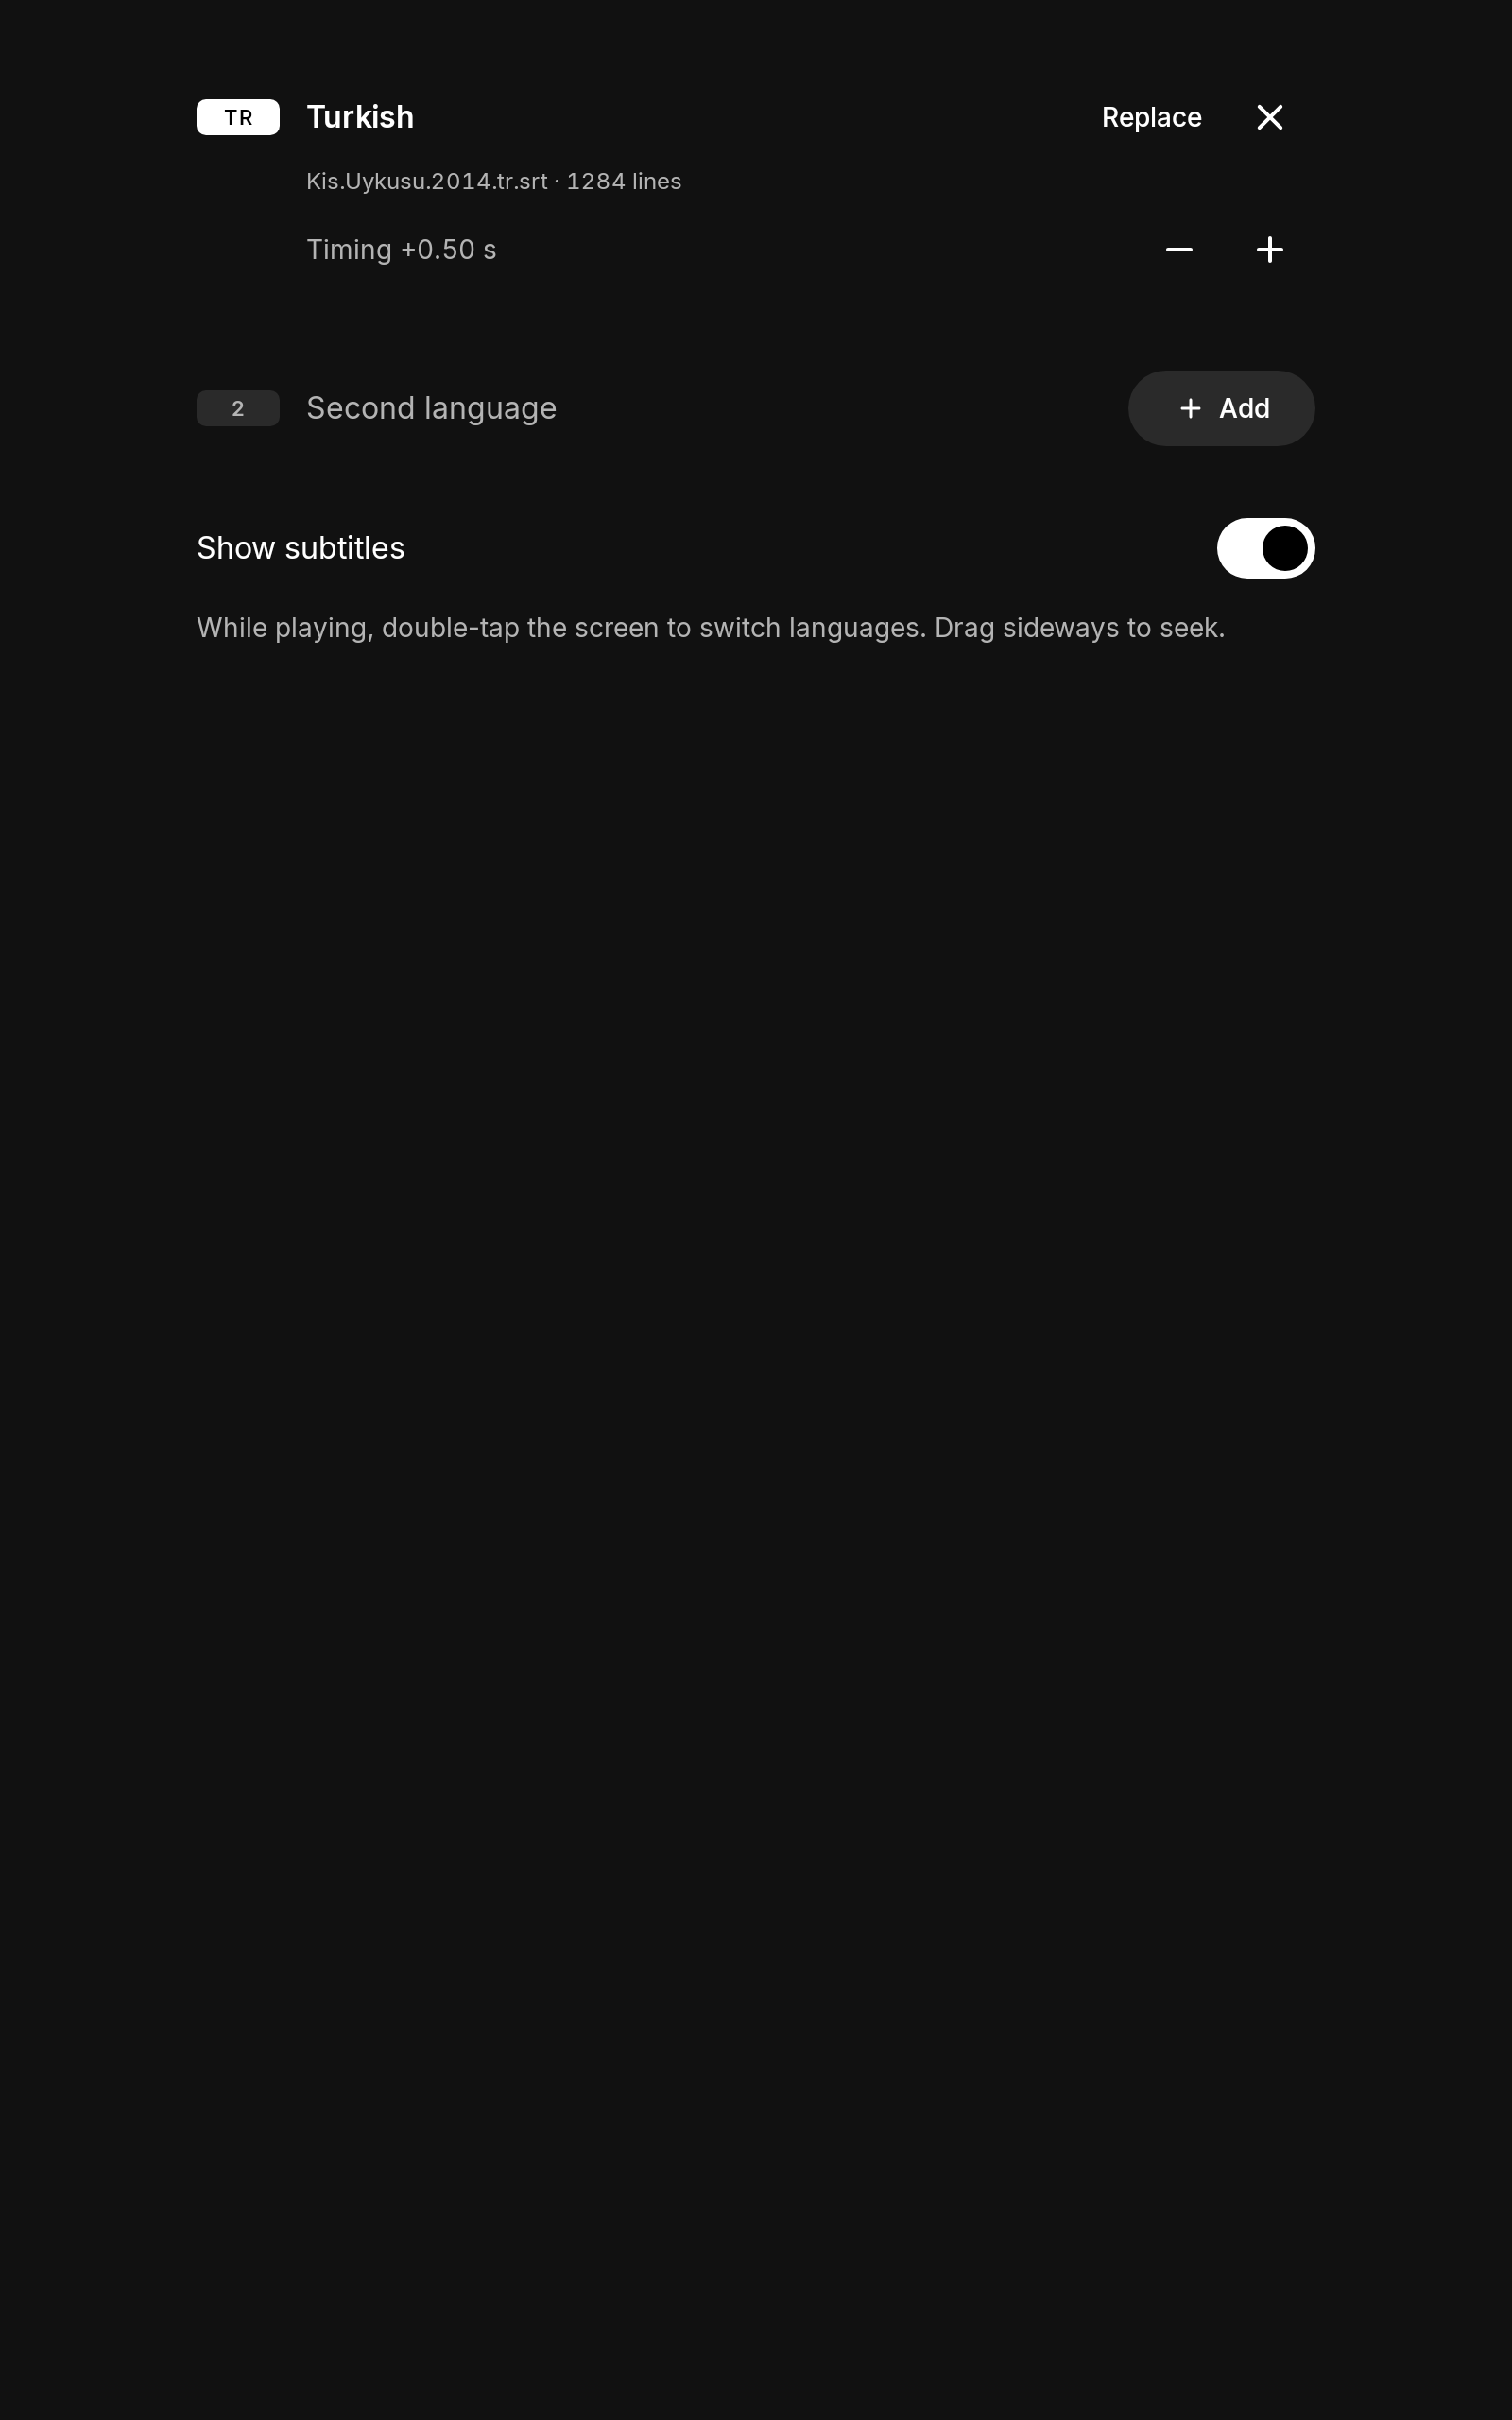 TR Turkish Replace
Kis.Uykusu.2014.tr.srt · 1284 lines
Timing +0.50 s
2 Second language + Add
Show subtitles
While playing, double-tap the screen to switch languages. Drag sideways to seek.